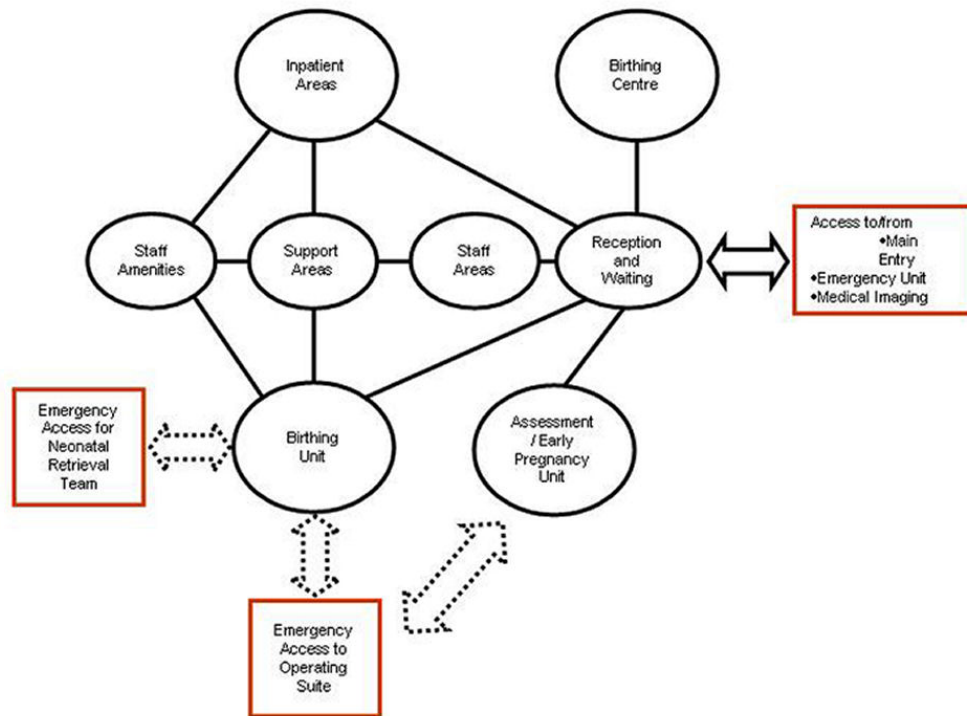 Inpatient
Areas
Birthing
Centre
Staff
Amenities
Support
Areas
Staff
Areas
Reception
and
Waiting
Access to/from
◆Main
Entry
◆Emergency Unit
◆Medical Imaging
Emergency
Access for
Neonatal
Retrieval
Team
Birthing
Unit
Assessment
/ Early
Pregnancy
Unit
Emergency
Access to
Operating
Suite